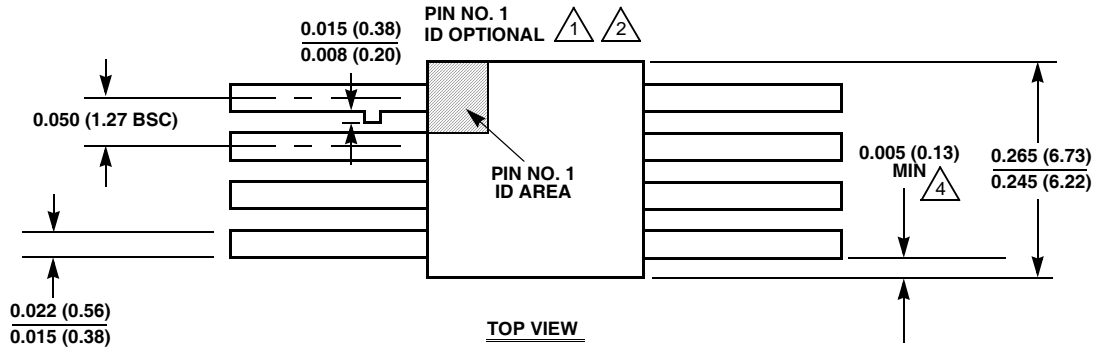 PIN NO. 1
ID OPTIONAL 1 2
0.015 (0.38)
0.008 (0.20)
0.050 (1.27 BSC)
PIN NO. 1
ID AREA
0.005 (0.13)
MIN 4
0.265 (6.73)
0.245 (6.22)
0.022 (0.56)
0.015 (0.38)
TOP VIEW